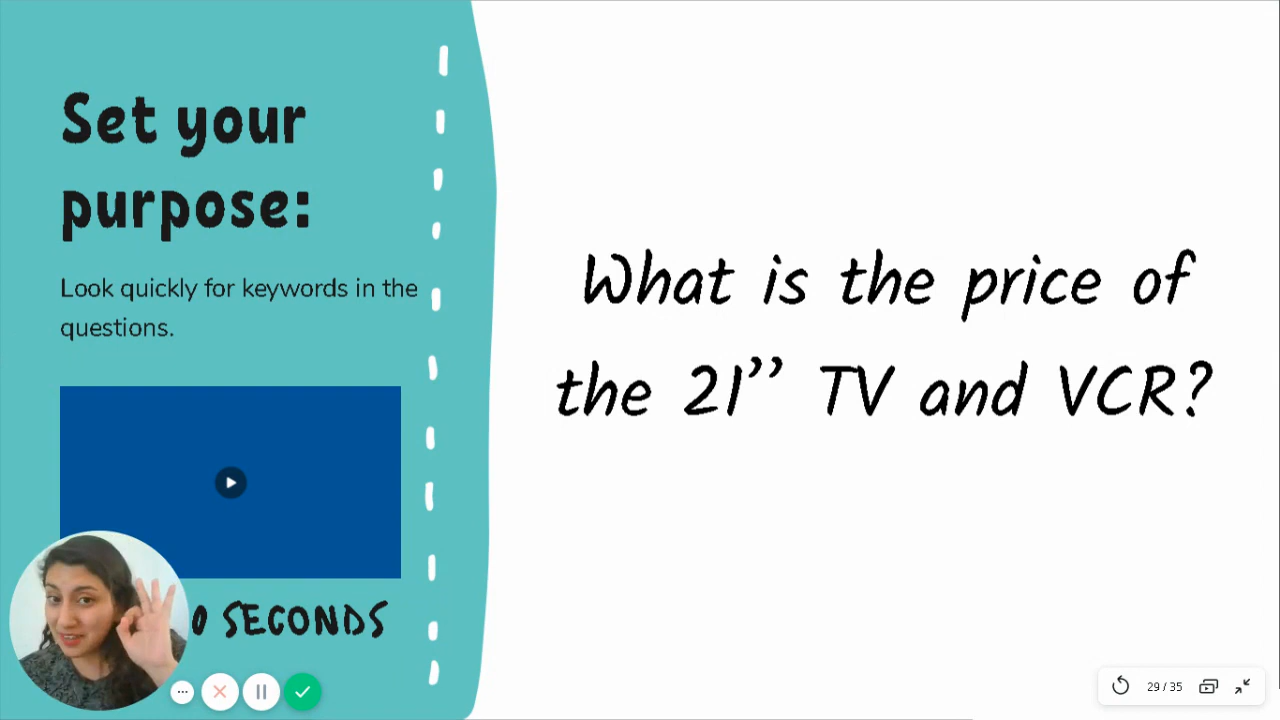 Set your
purpose:
Look quickly for keywords in the
questions.
0 SECONDS
What is the price of
the 21” TV and VCR?
29 / 35